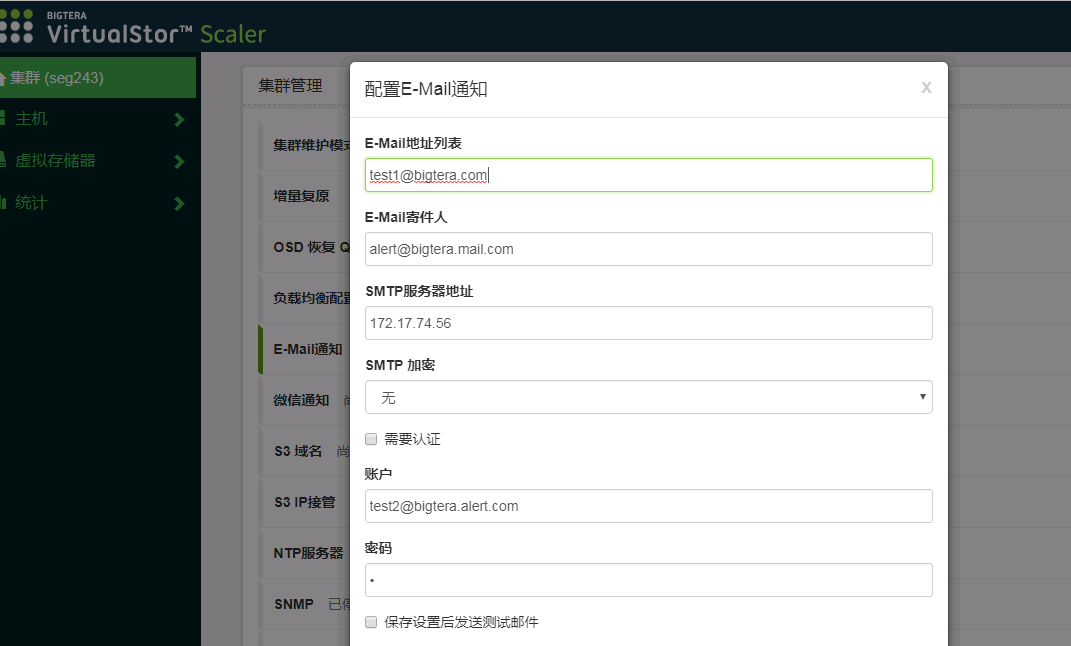 BIGTERA
VirtualStor™ Scaler
集群 (seg243)
主机
虚拟存储器
统计
集群管理
集群维护模式
增量复原
OSD 恢复 Q
负载均衡配置
E-Mail通知
微信通知 尚
S3 域名 尚
S3 IP接管
NTP服务器
SNMP 已停
配置E-Mail通知
X
E-Mail地址列表
test1@bigtera.com
E-Mail寄件人
alert@bigtera.mail.com
SMTP服务器地址
172.17.74.56
SMTP 加密
无
需要认证
账户
test2@bigtera.alert.com
密码
•
保存设置后发送测试邮件